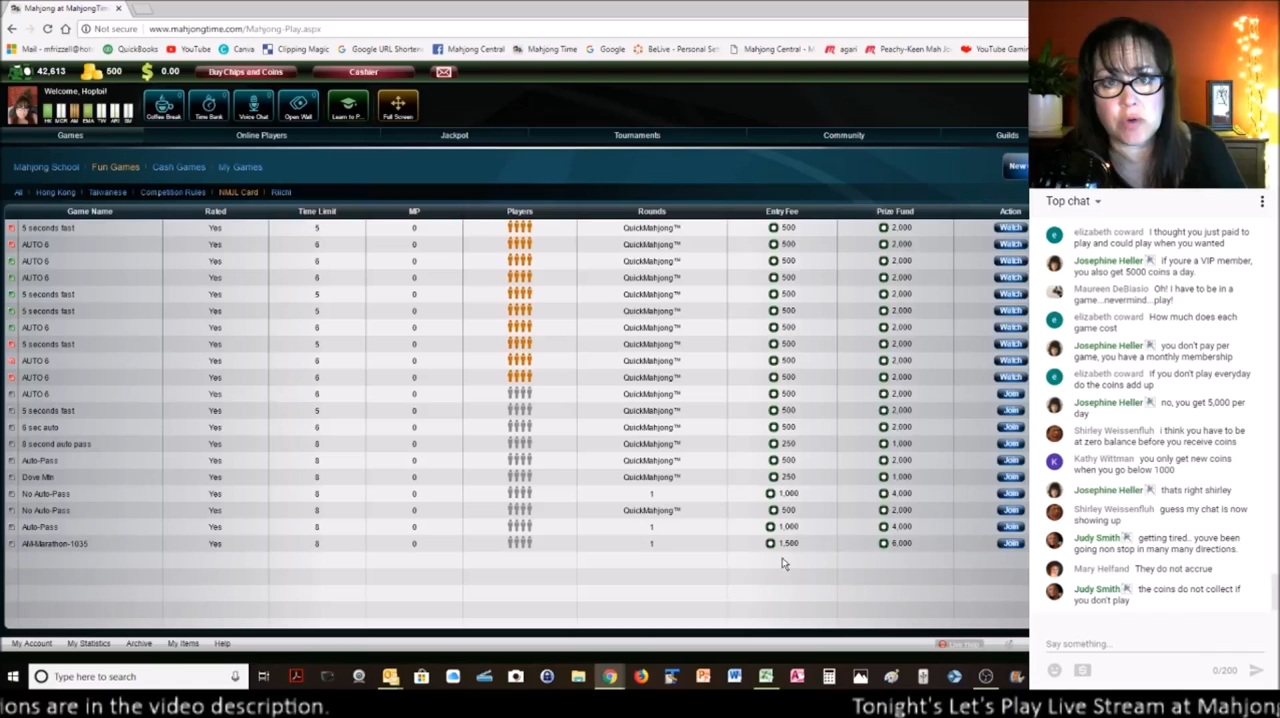 Mahjong at MahjongTime
Not secure | www.mahjongtime.com/Mahjong-Play.aspx
Mail - mfrizzell@hot QuickBooks YouTube Canva Clipping Magic Google URL Shorten Mahjong Central Mahjong Time Google BeLive - Personal Se Mahjong Central - M agari Peachy-Keen Mah Jo YouTube Gamin
42,613 500 0.00 Buy Chips and Coins Cashier
Welcome, Hoptoi!
HK MCR AM EMA TW ARI SM
Coffee Break Time Bank Voice Chat Open Wall Learn to P... Full Screen
Games Online Players Jackpot Tournaments Community Guilds
Mahjong School Fun Games Cash Games My Games New
All Hong Kong Taiwanese Competition Rules NMJL Card Riichi
Game Name Rated Time Limit MP Players Rounds Entry Fee Prize Fund Action
5 seconds fast Yes 5 0 QuickMahjong™ 500 2,000 Watch
AUTO 6 Yes 6 0 QuickMahjong™ 500 2,000 Watch
AUTO 6 Yes 6 0 QuickMahjong™ 500 2,000 Watch
AUTO 6 Yes 6 0 QuickMahjong™ 500 2,000 Watch
5 seconds fast Yes 5 0 QuickMahjong™ 500 2,000 Watch
5 seconds fast Yes 5 0 QuickMahjong™ 500 2,000 Watch
AUTO 6 Yes 6 0 QuickMahjong™ 500 2,000 Watch
5 seconds fast Yes 5 0 QuickMahjong™ 500 2,000 Watch
AUTO 6 Yes 6 0 QuickMahjong™ 500 2,000 Watch
AUTO 6 Yes 6 0 QuickMahjong™ 500 2,000 Watch
AUTO 6 Yes 6 0 QuickMahjong™ 500 2,000 Join
5 seconds fast Yes 5 0 QuickMahjong™ 500 2,000 Join
6 sec auto Yes 6 0 QuickMahjong™ 500 2,000 Join
8 second auto pass Yes 8 0 QuickMahjong™ 250 1,000 Join
Auto-Pass Yes 8 0 QuickMahjong™ 500 2,000 Join
Dove Mtn Yes 8 0 QuickMahjong™ 250 1,000 Join
No Auto-Pass Yes 8 0 1 1,000 4,000 Join
No Auto-Pass Yes 8 0 QuickMahjong™ 500 2,000 Join
Auto-Pass Yes 8 0 1 1,000 4,000 Join
AM-Marathon-1035 Yes 8 0 1 1,500 6,000 Join
My Account My Statistics Archive My Items Help
Type here to search
Top chat
elizabeth coward I thought you just paid to
play and could play when you wanted
Josephine Heller if youre a VIP member,
you also get 5000 coins a day.
Maureen DeBiasio Oh! I have to be in a
game...nevermind...play!
elizabeth coward How much does each
game cost
Josephine Heller you don't pay per
game, you have a monthly membership
elizabeth coward If you don't play everyday
do the coins add up
Josephine Heller no, you get 5,000 per
day
Shirley Weissenfluh i think you have to be
at zero balance before you receive coins
Kathy Wittman you only get new coins
when you go below 1000
Josephine Heller thats right shirley
Shirley Weissenfluh guess my chat is now
showing up
Judy Smith getting tired.. youve been
going non stop in many many directions.
Mary Helfand They do not accrue
Judy Smith the coins do not collect if
you don't play
Say something...
0/200
ions are in the video description. Tonight's Let's Play Live Stream at Mahjong